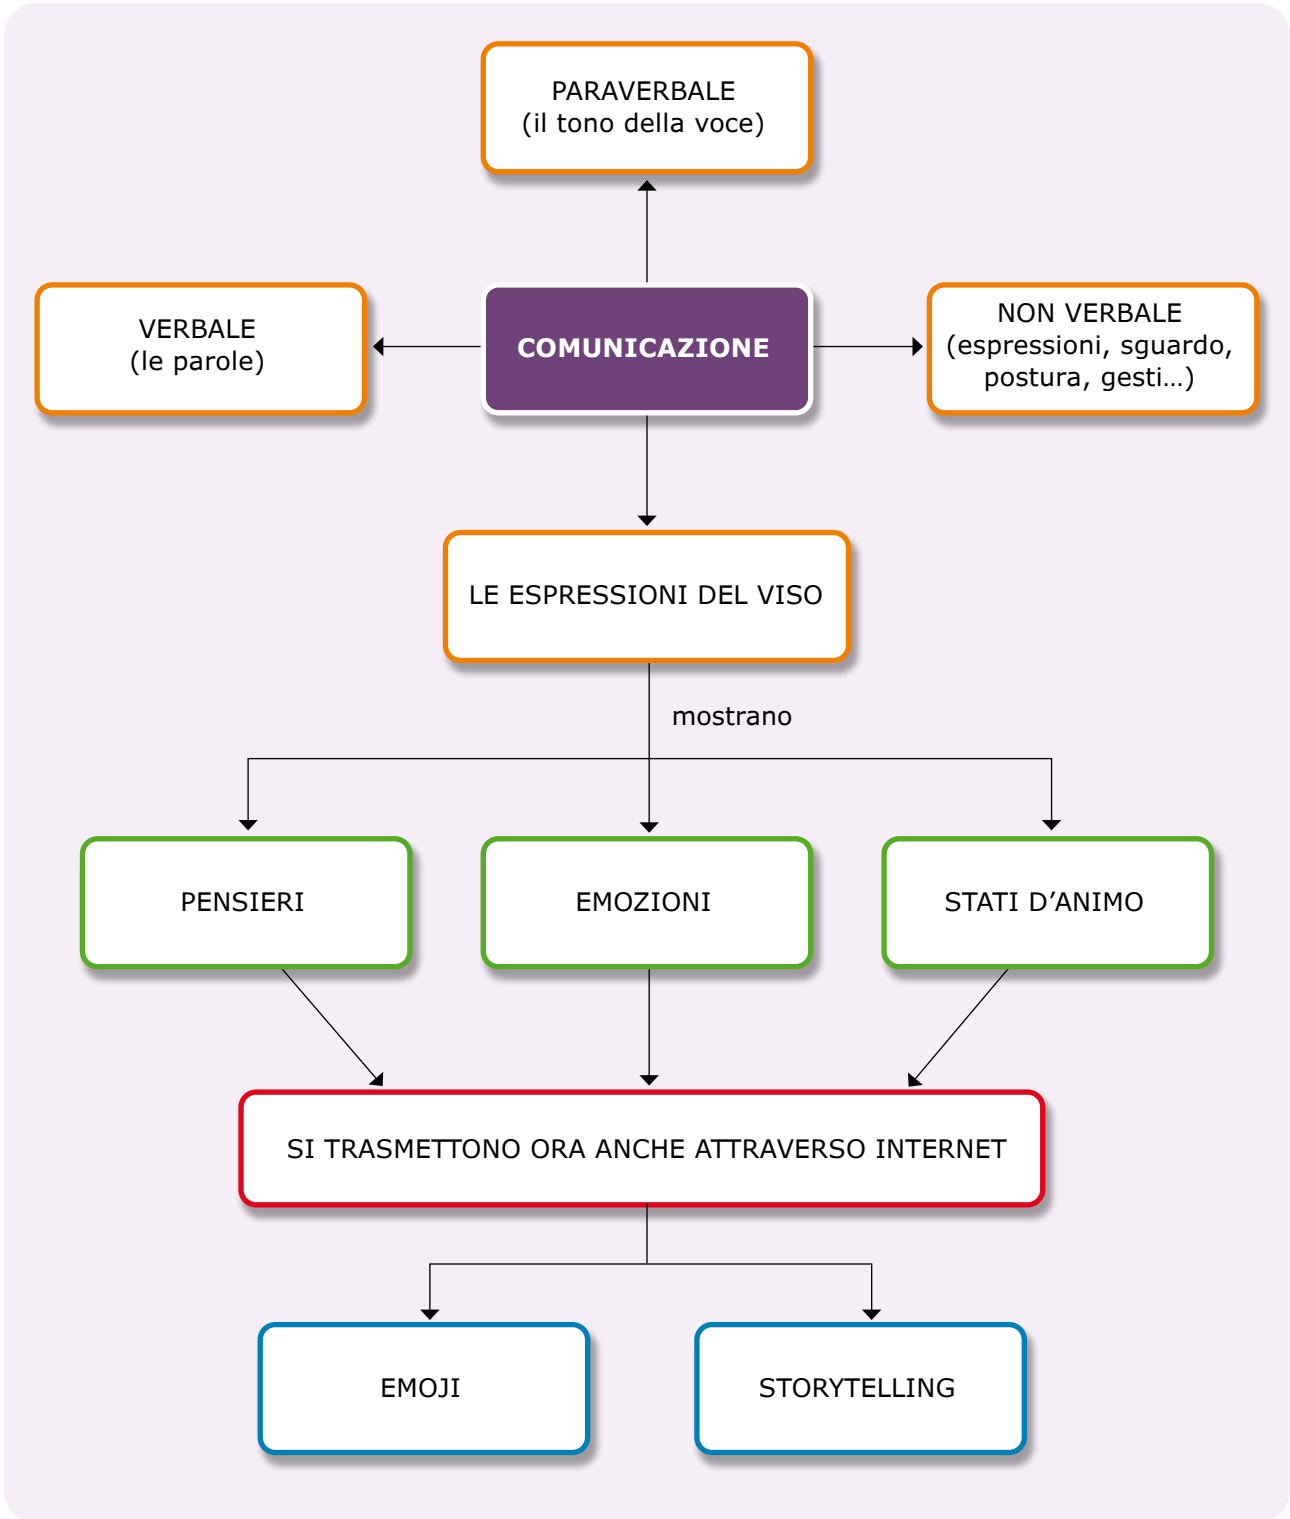 PARAVERBALE
(il tono della voce)
VERBALE
(le parole)
COMUNICAZIONE
NON VERBALE
(espressioni, sguardo,
postura, gesti…)
LE ESPRESSIONI DEL VISO
mostrano
PENSIERI
EMOZIONI
STATI D’ANIMO
SI TRASMETTONO ORA ANCHE ATTRAVERSO INTERNET
EMOJI
STORYTELLING